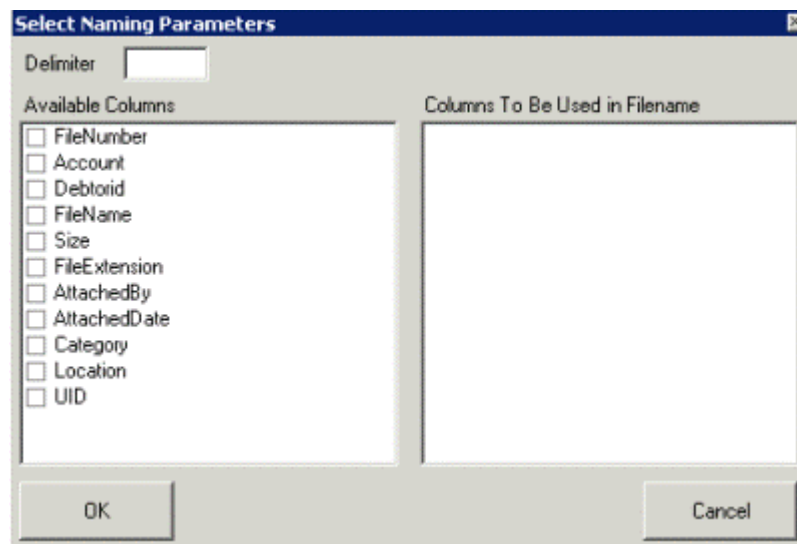 Select Naming Parameters
Delimiter
Available Columns
Columns To Be Used in Filename
FileNumber
Account
Debtorid
FileName
Size
FileExtension
AttachedBy
AttachedDate
Category
Location
UID
OK
Cancel